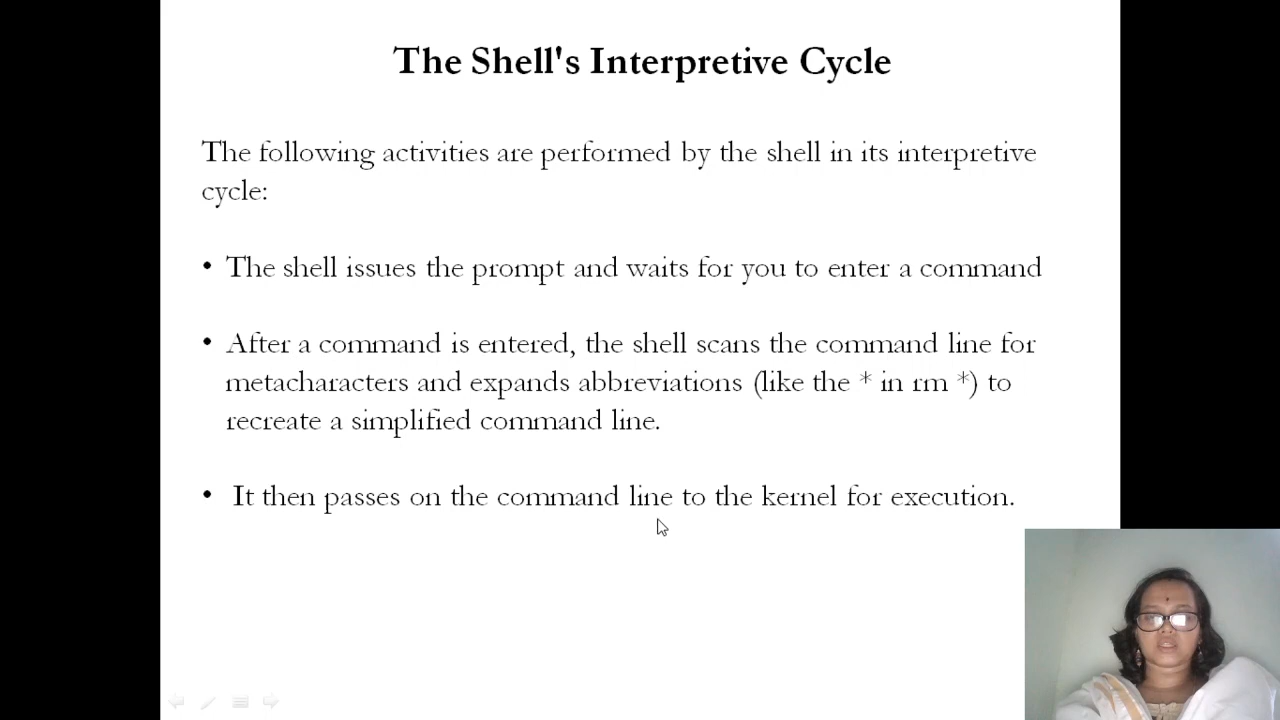 The Shell's Interpretive Cycle
The following activities are performed by the shell in its interpretive
cycle:
• The shell issues the prompt and waits for you to enter a command
• After a command is entered, the shell scans the command line for
metacharacters and expands abbreviations (like the * in rm *) to
recreate a simplified command line.
• It then passes on the command line to the kernel for execution.